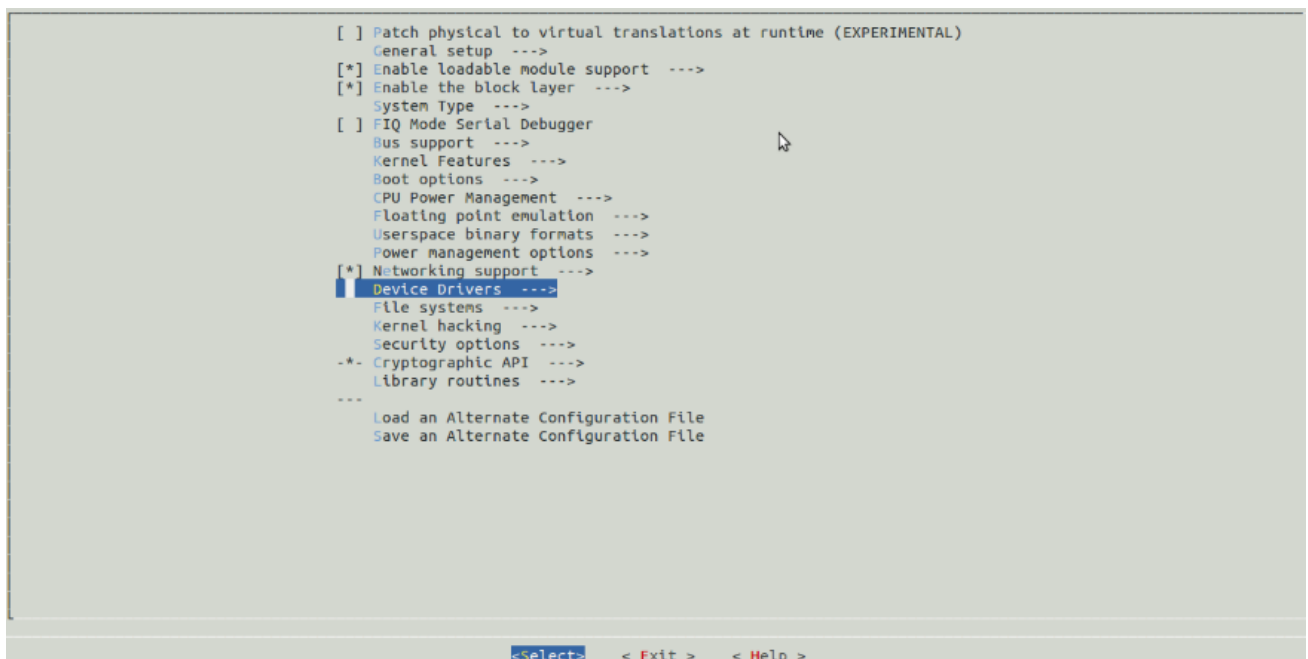 [ ] Patch physical to virtual translations at runtime (EXPERIMENTAL)
General setup --->
[*] Enable loadable module support --->
[*] Enable the block layer --->
System Type --->
[ ] FIQ Mode Serial Debugger
Bus support --->
Kernel Features --->
Boot options --->
CPU Power Management --->
Floating point emulation --->
Userspace binary formats --->
Power management options --->
[*] Networking support --->
Device Drivers --->
File systems --->
Kernel hacking --->
Security options --->
-*- Cryptographic API --->
Library routines --->
---
Load an Alternate Configuration File
Save an Alternate Configuration File
<Select> < Exit > < Help >